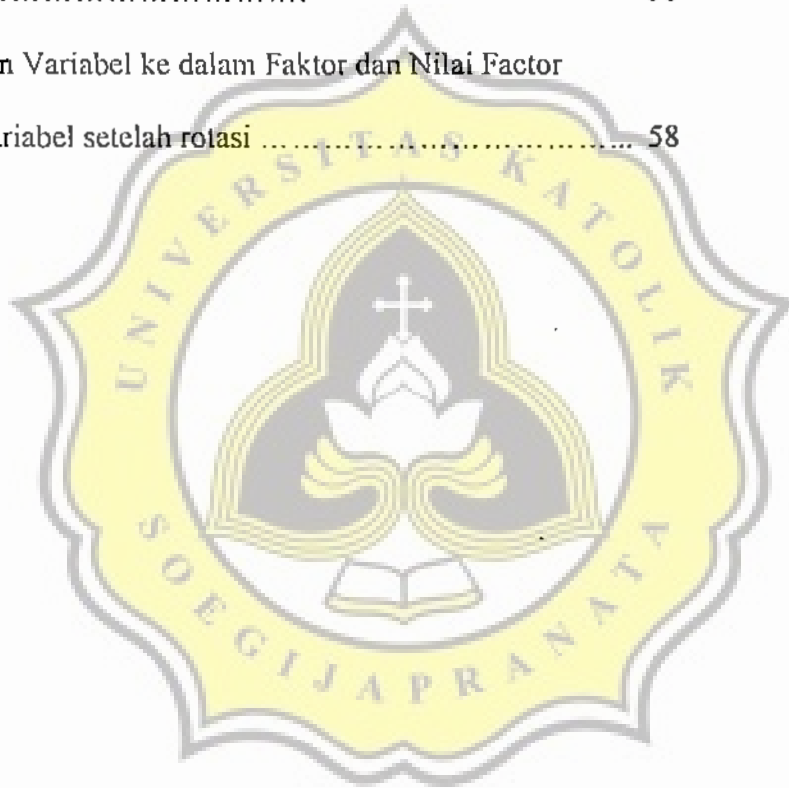 n Variabel ke dalam Faktor dan Nilai Factor
riabel setelah rotasi ........................................ 58
UNIVERSITAS KATOLIK
SOEGIJAPRANATA